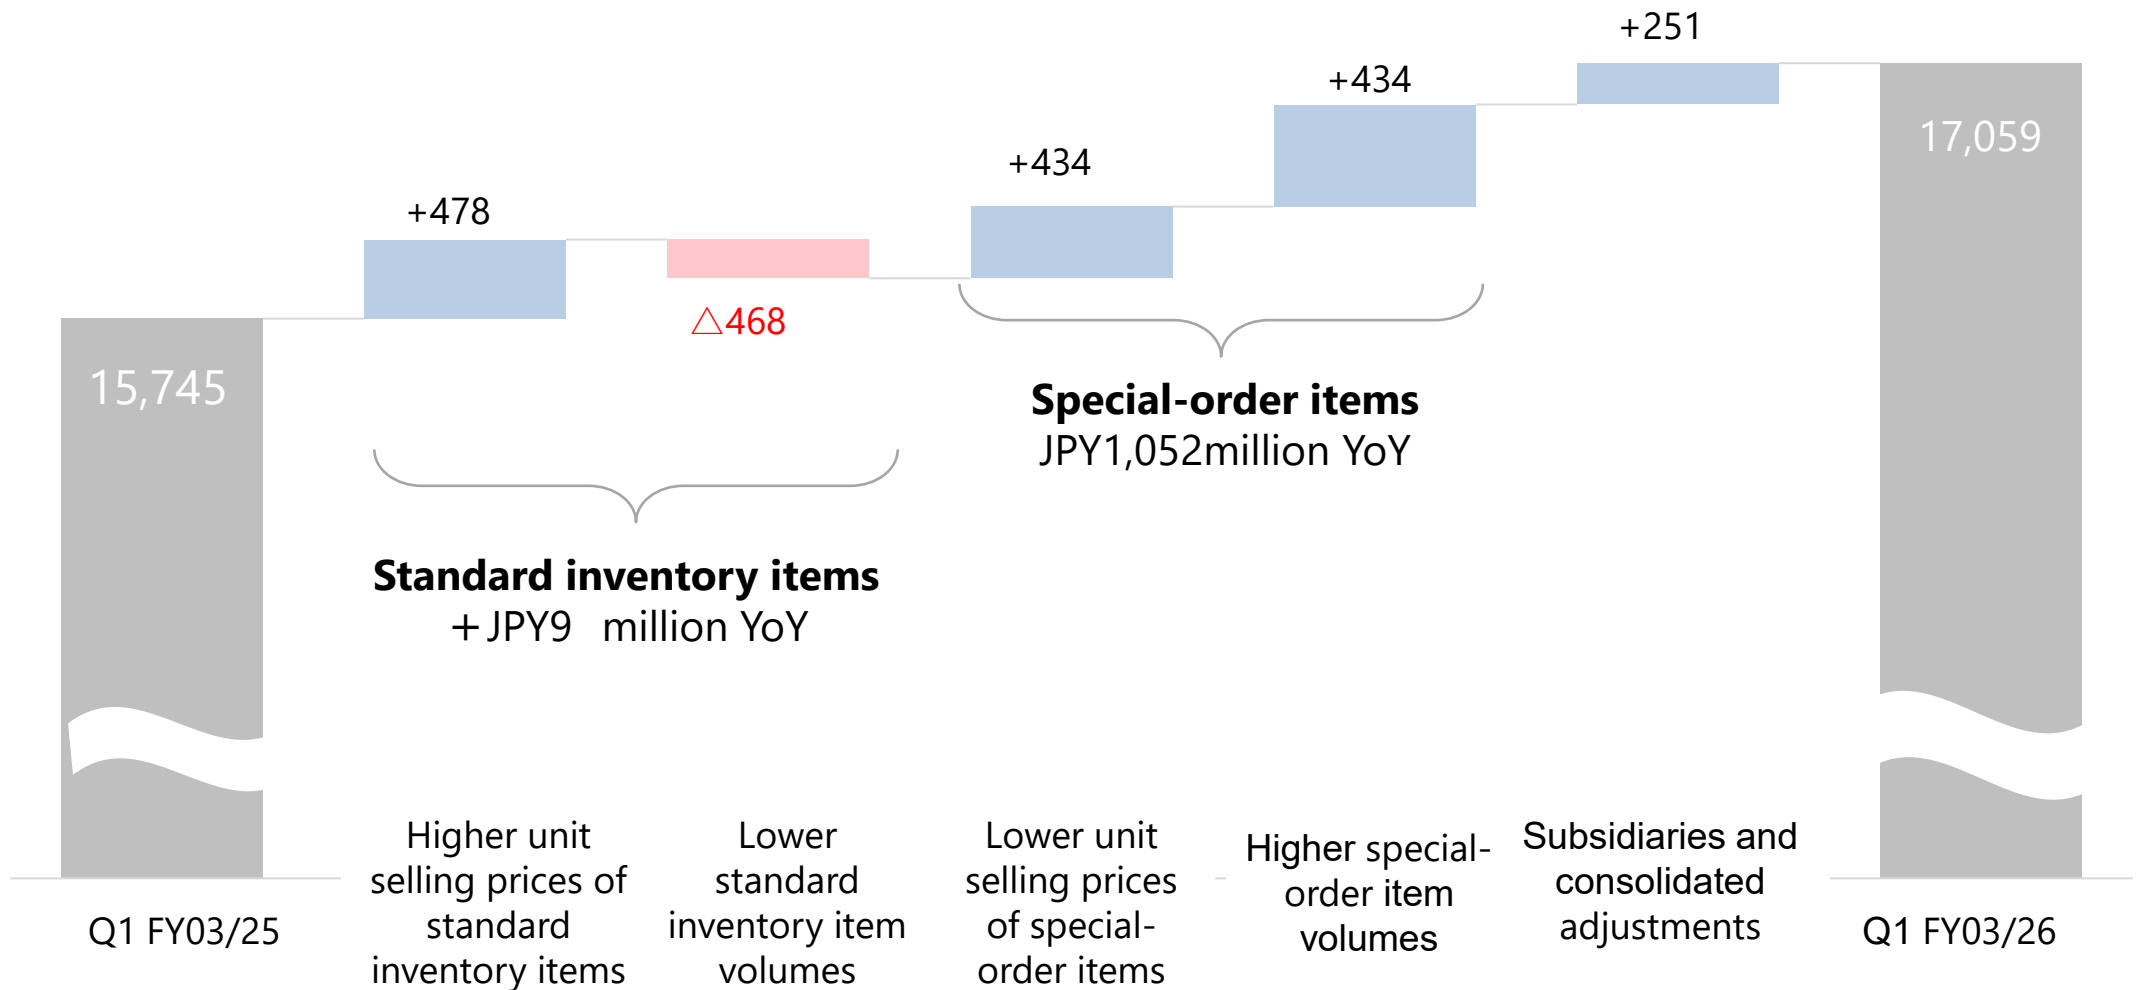 +251
+434
17,059
+434
+478
△468
15,745
Special-order items
JPY1,052million YoY
Standard inventory items
＋JPY9　million YoY
Higher unit
selling prices of
standard
inventory items
Lower
standard
inventory item
volumes
Lower unit
selling prices
of special-
order items
Higher special-
order item
volumes
Subsidiaries and
consolidated
adjustments
Q1 FY03/25
Q1 FY03/26